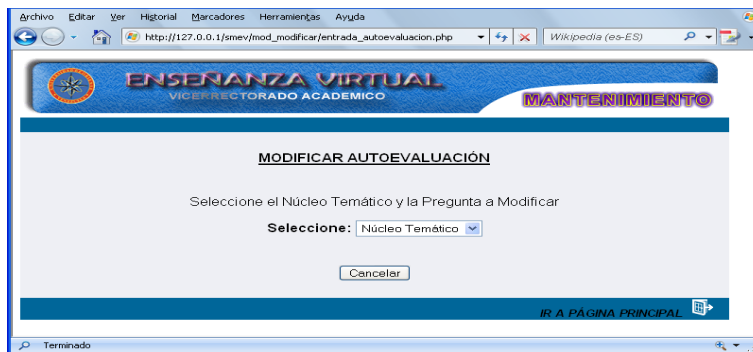 Archivo Editar Ver Historial Marcadores Herramientas Ayuda
http://127.0.0.1/smev/mod_modificar/entrada_autoevaluacion.php Wikipedia (es-ES)
ENSEÑANZA VIRTUAL
VICERRECTORADO ACADEMICO
MANTENIMIENTO
MODIFICAR AUTOEVALUACIÓN
Seleccione el Núcleo Temático y la Pregunta a Modificar
Seleccione: Núcleo Temático
Cancelar
IR A PÁGINA PRINCIPAL
Terminado